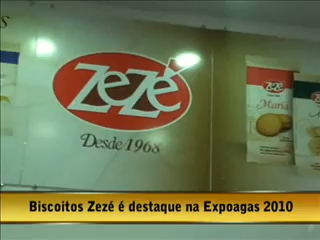 Zezé
Desde 1968
Zezé
Maria
Biscoitos Zezé é destaque na Expoagas 2010